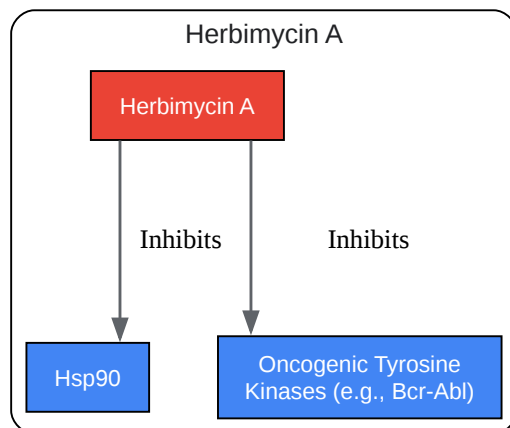 Herbimycin A
Herbimycin A
Inhibits
Inhibits
Hsp90
Oncogenic Tyrosine
Kinases (e.g., Bcr-Abl)